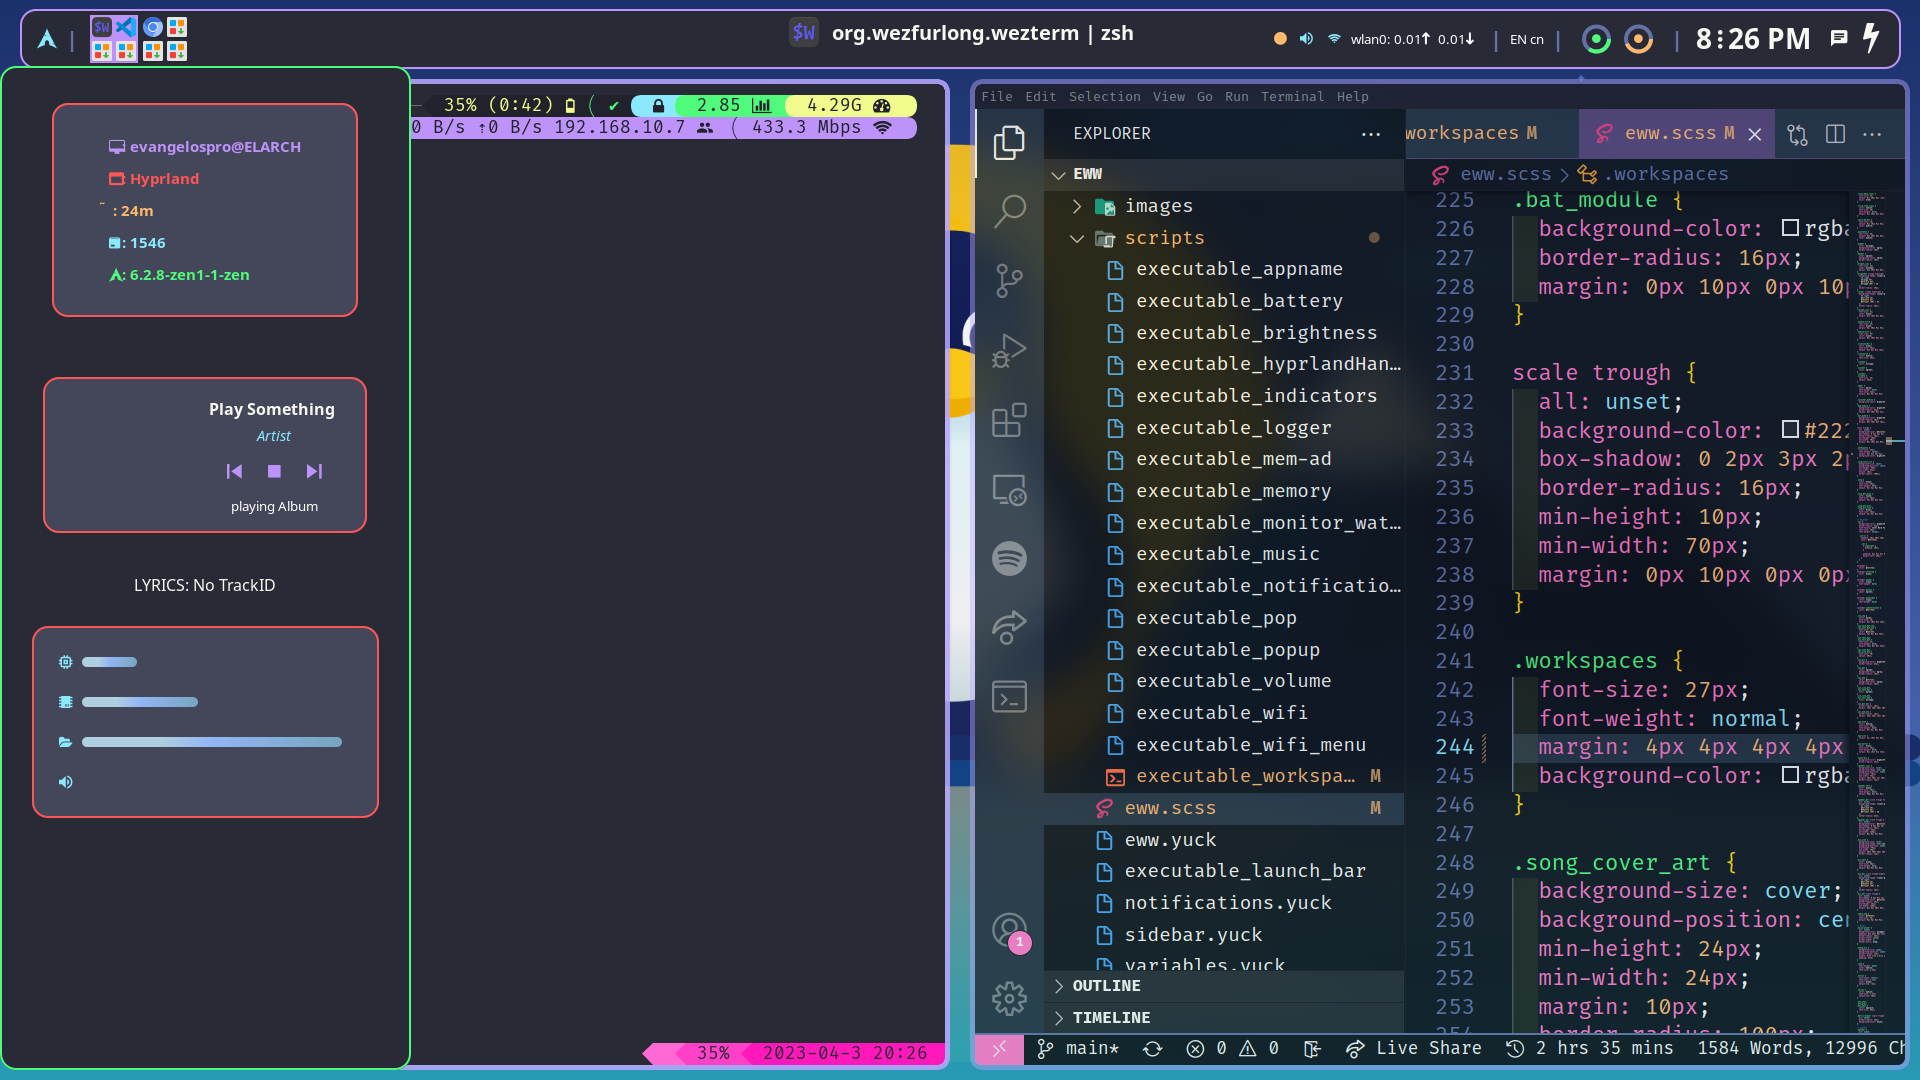 $W
org.wezfurlong.wezterm | zsh
wlan0: 0.01⬆ 0.01⬇
EN cn
8:26 PM
evangelospro@ELARCH
Hyprland
: 24m
: 1546
: 6.2.8-zen1-1-zen
Play Something
Artist
playing Album
LYRICS: No TrackID
35% (0:42) ✔ 2.85 4.29G
0 B/s ⇡0 B/s 192.168.10.7 433.3 Mbps
35% 2023-04-3 20:26
File Edit Selection View Go Run Terminal Help
EXPLORER ···
EWW
images
scripts
executable_appname
executable_battery
executable_brightness
executable_hyprlandHan…
executable_indicators
executable_logger
executable_mem-ad
executable_memory
executable_monitor_wat…
executable_music
executable_notificatio…
executable_pop
executable_popup
executable_volume
executable_wifi
executable_wifi_menu
executable_workspa… M
eww.scss M
eww.yuck
executable_launch_bar
notifications.yuck
sidebar.yuck
variables.yuck
OUTLINE
TIMELINE
1
workspaces M
eww.scss M
eww.scss > .workspaces
225 .bat_module {
226 background-color: rgba
227 border-radius: 16px;
228 margin: 0px 10px 0px 10p
229 }
230
231 scale trough {
232 all: unset;
233 background-color: #222
234 box-shadow: 0 2px 3px 2p
235 border-radius: 16px;
236 min-height: 10px;
237 min-width: 70px;
238 margin: 0px 10px 0px 0px
239 }
240
241 .workspaces {
242 font-size: 27px;
243 font-weight: normal;
244 margin: 4px 4px 4px 4px
245 background-color: rgba
246 }
247
248 .song_cover_art {
249 background-size: cover;
250 background-position: cen
251 min-height: 24px;
252 min-width: 24px;
253 margin: 10px;
254 border-radius: 100px;
main* 0 0 Live Share 2 hrs 35 mins 1584 Words, 12996 Ch